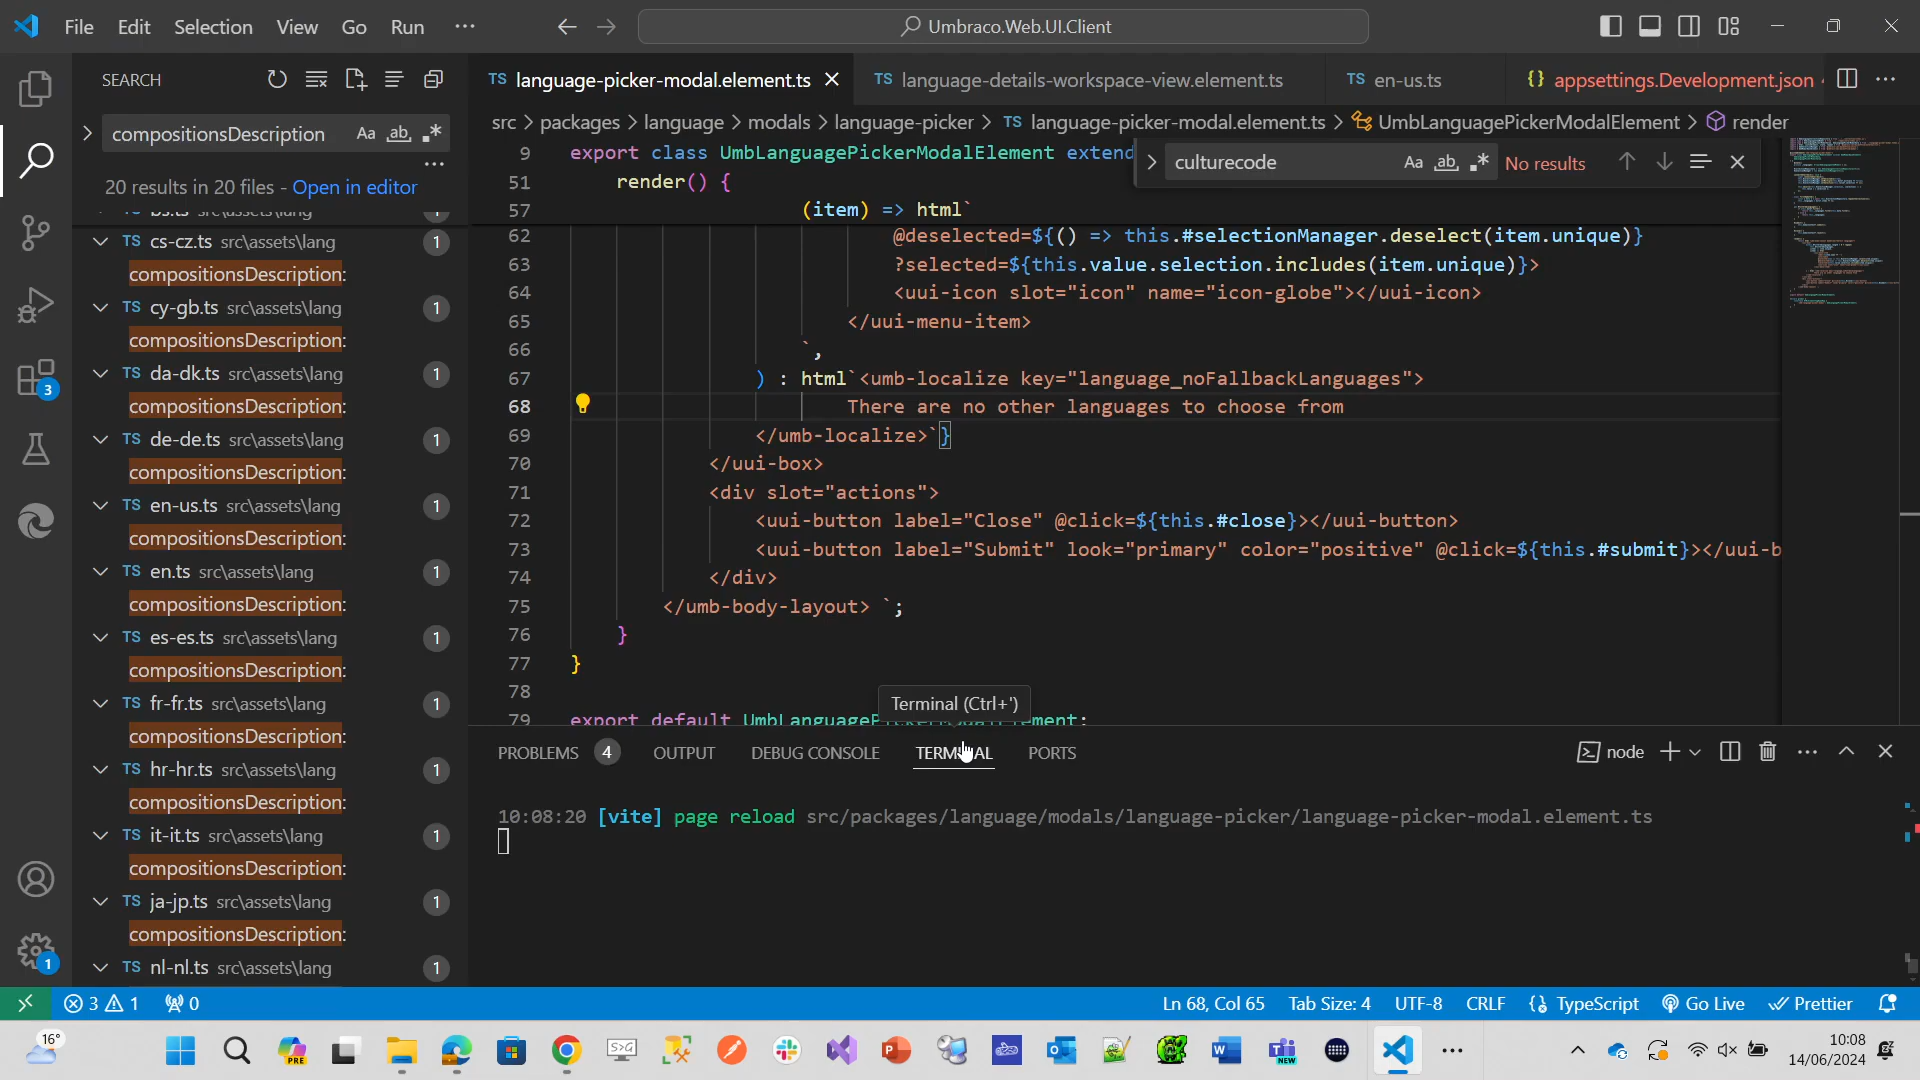 File Edit Selection View Go Run ···
Umbraco.Web.UI.Client
SEARCH
compositionsDescription
Aa ab .*
20 results in 20 files - Open in editor
cs-cz.ts src\assets\lang 1
compositionsDescription:
cy-gb.ts src\assets\lang 1
compositionsDescription:
da-dk.ts src\assets\lang 1
compositionsDescription:
de-de.ts src\assets\lang 1
compositionsDescription:
en-us.ts src\assets\lang 1
compositionsDescription:
en.ts src\assets\lang 1
compositionsDescription:
es-es.ts src\assets\lang 1
compositionsDescription:
fr-fr.ts src\assets\lang 1
compositionsDescription:
hr-hr.ts src\assets\lang 1
compositionsDescription:
it-it.ts src\assets\lang 1
compositionsDescription:
ja-jp.ts src\assets\lang 1
compositionsDescription:
nl-nl.ts src\assets\lang 1
3
1
TS language-picker-modal.element.ts TS language-details-workspace-view.element.ts TS en-us.ts {} appsettings.Development.json
src > packages > language > modals > language-picker > TS language-picker-modal.element.ts > UmbLanguagePickerModalElement > render
culturecode Aa ab .* No results
9 export class UmbLanguagePickerModalElement extend
51 render() {
57 (item) => html`
62 @deselected=${() => this.#selectionManager.deselect(item.unique)}
63 ?selected=${this.value.selection.includes(item.unique)}>
64 <uui-icon slot="icon" name="icon-globe"></uui-icon>
65 </uui-menu-item>
66 `,
67 ) : html`<umb-localize key="language_noFallbackLanguages">
68 There are no other languages to choose from
69 </umb-localize>`}
70 </uui-box>
71 <div slot="actions">
72 <uui-button label="Close" @click=${this.#close}></uui-button>
73 <uui-button label="Submit" look="primary" color="positive" @click=${this.#submit}></uui-b
74 </div>
75 </umb-body-layout> `;
76 }
77 }
78
79 export default UmbLanguagePickerModalElement;
Terminal (Ctrl+')
PROBLEMS 4 OUTPUT DEBUG CONSOLE TERMINAL PORTS
node
10:08:20 [vite] page reload src/packages/language/modals/language-picker/language-picker-modal.element.ts
3 1 0
Ln 68, Col 65 Tab Size: 4 UTF-8 CRLF {} TypeScript Go Live Prettier
16°
PRE
S>G
NEW
10:08
14/06/2024